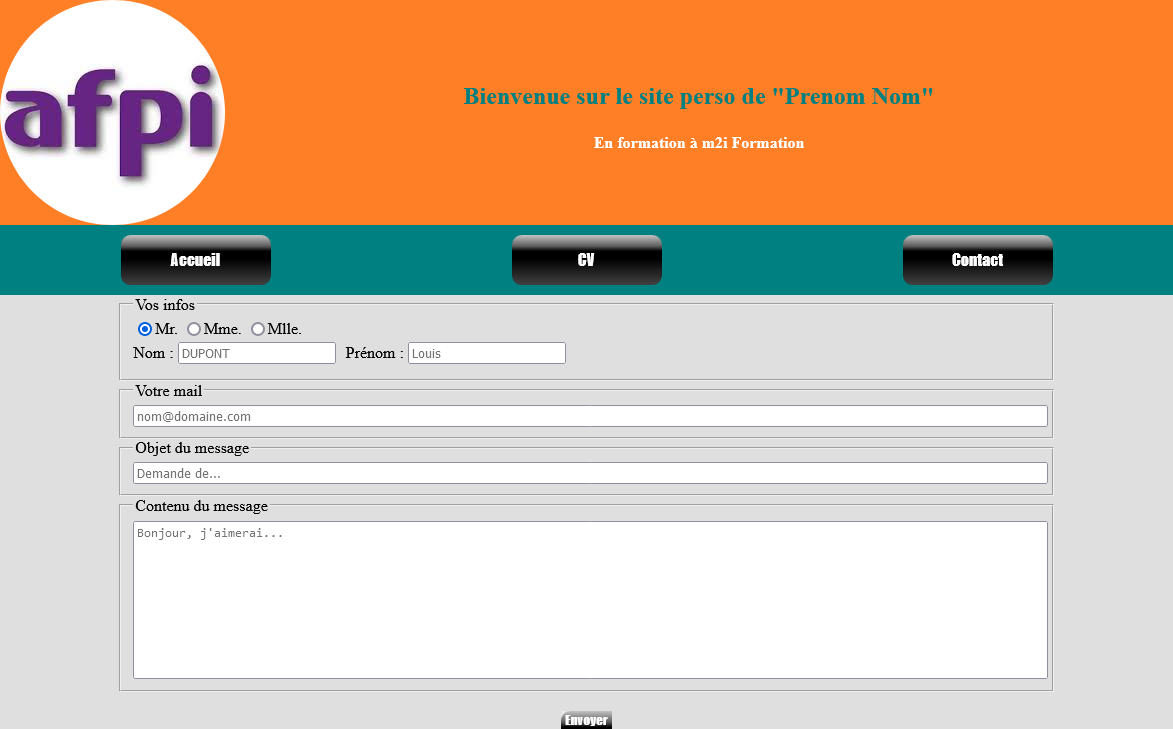 afpi
Bienvenue sur le site perso de "Prenom Nom"
En formation à m2i Formation
Accueil CV Contact
Vos infos
Mr. Mme. Mlle.
Nom : DUPONT Prénom : Louis
Votre mail
nom@domaine.com
Objet du message
Demande de...
Contenu du message
Bonjour, j'aimerai...
Envoyer